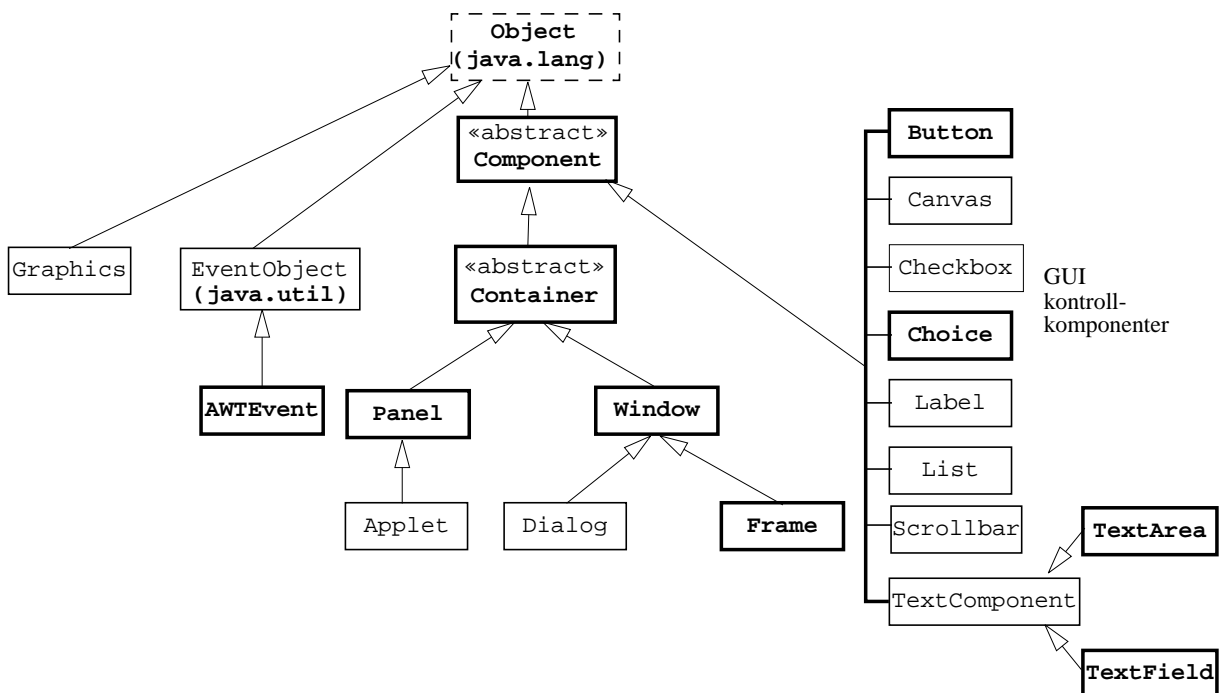 Object
(java.lang)
«abstract»
Component
Button
Canvas
Graphics
EventObject
(java.util)
«abstract»
Container
Checkbox
GUI
kontroll-
komponenter
Choice
AWTEvent
Panel
Window
Label
List
Applet
Dialog
Frame
Scrollbar
TextArea
TextComponent
TextField